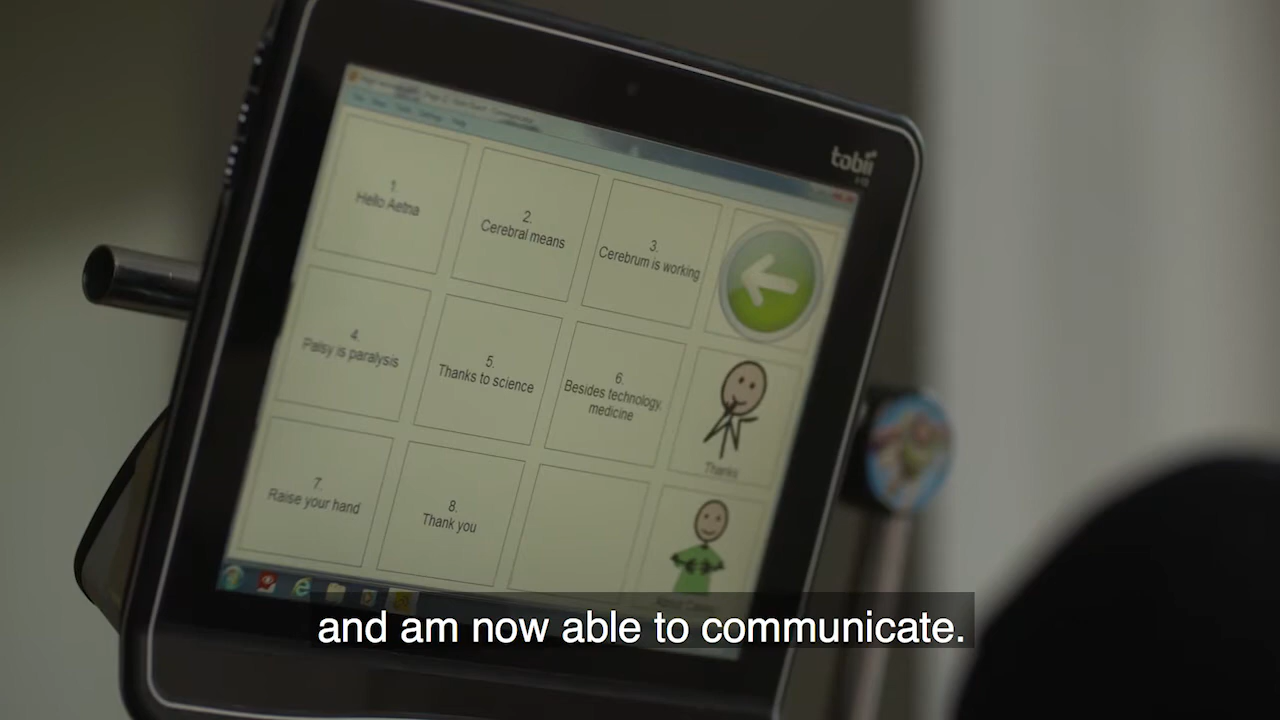 tobii
1.
Hello Aetna
2.
Cerebral means
3.
Cerebrum is working
4.
Palsy is paralysis
5.
Thanks to science
6.
Besides technology,
medicine
Thanks
7.
Raise your hand
8.
Thank you
and am now able to communicate.